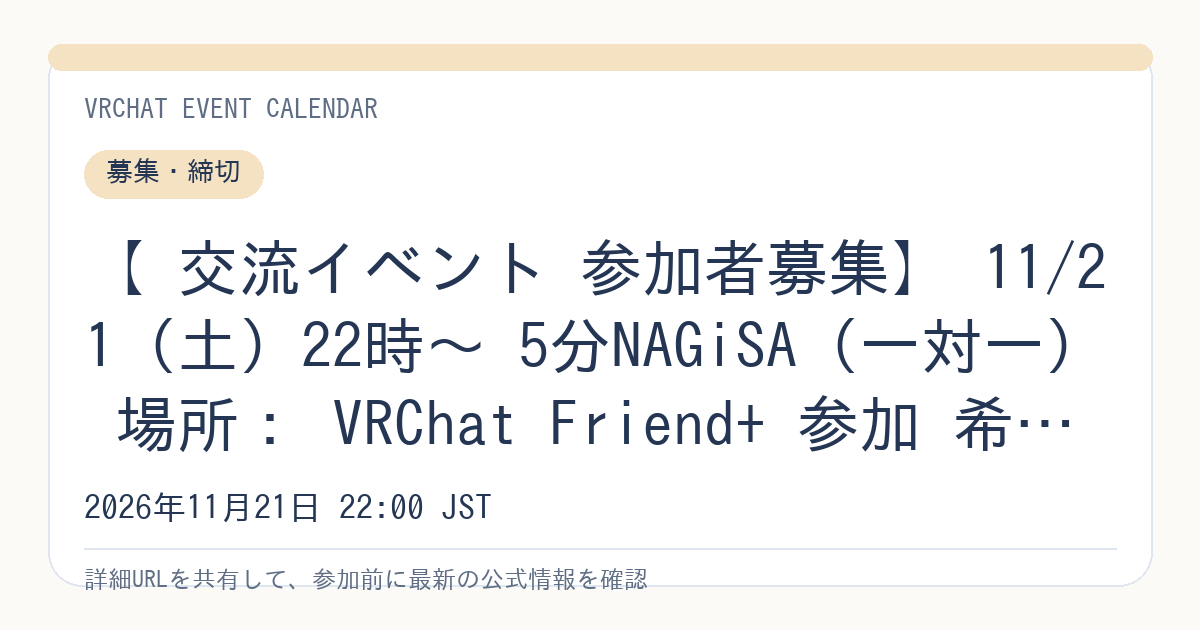 VRCHAT EVENT CALENDAR
募集・締切
【 交流イベント 参加者募集】 11/2
1（土）22時〜 5分NAGiSA（一対一）
場所： VRChat Friend+ 参加 希…
2026年11月21日 22:00 JST
詳細URLを共有して、参加前に最新の公式情報を確認